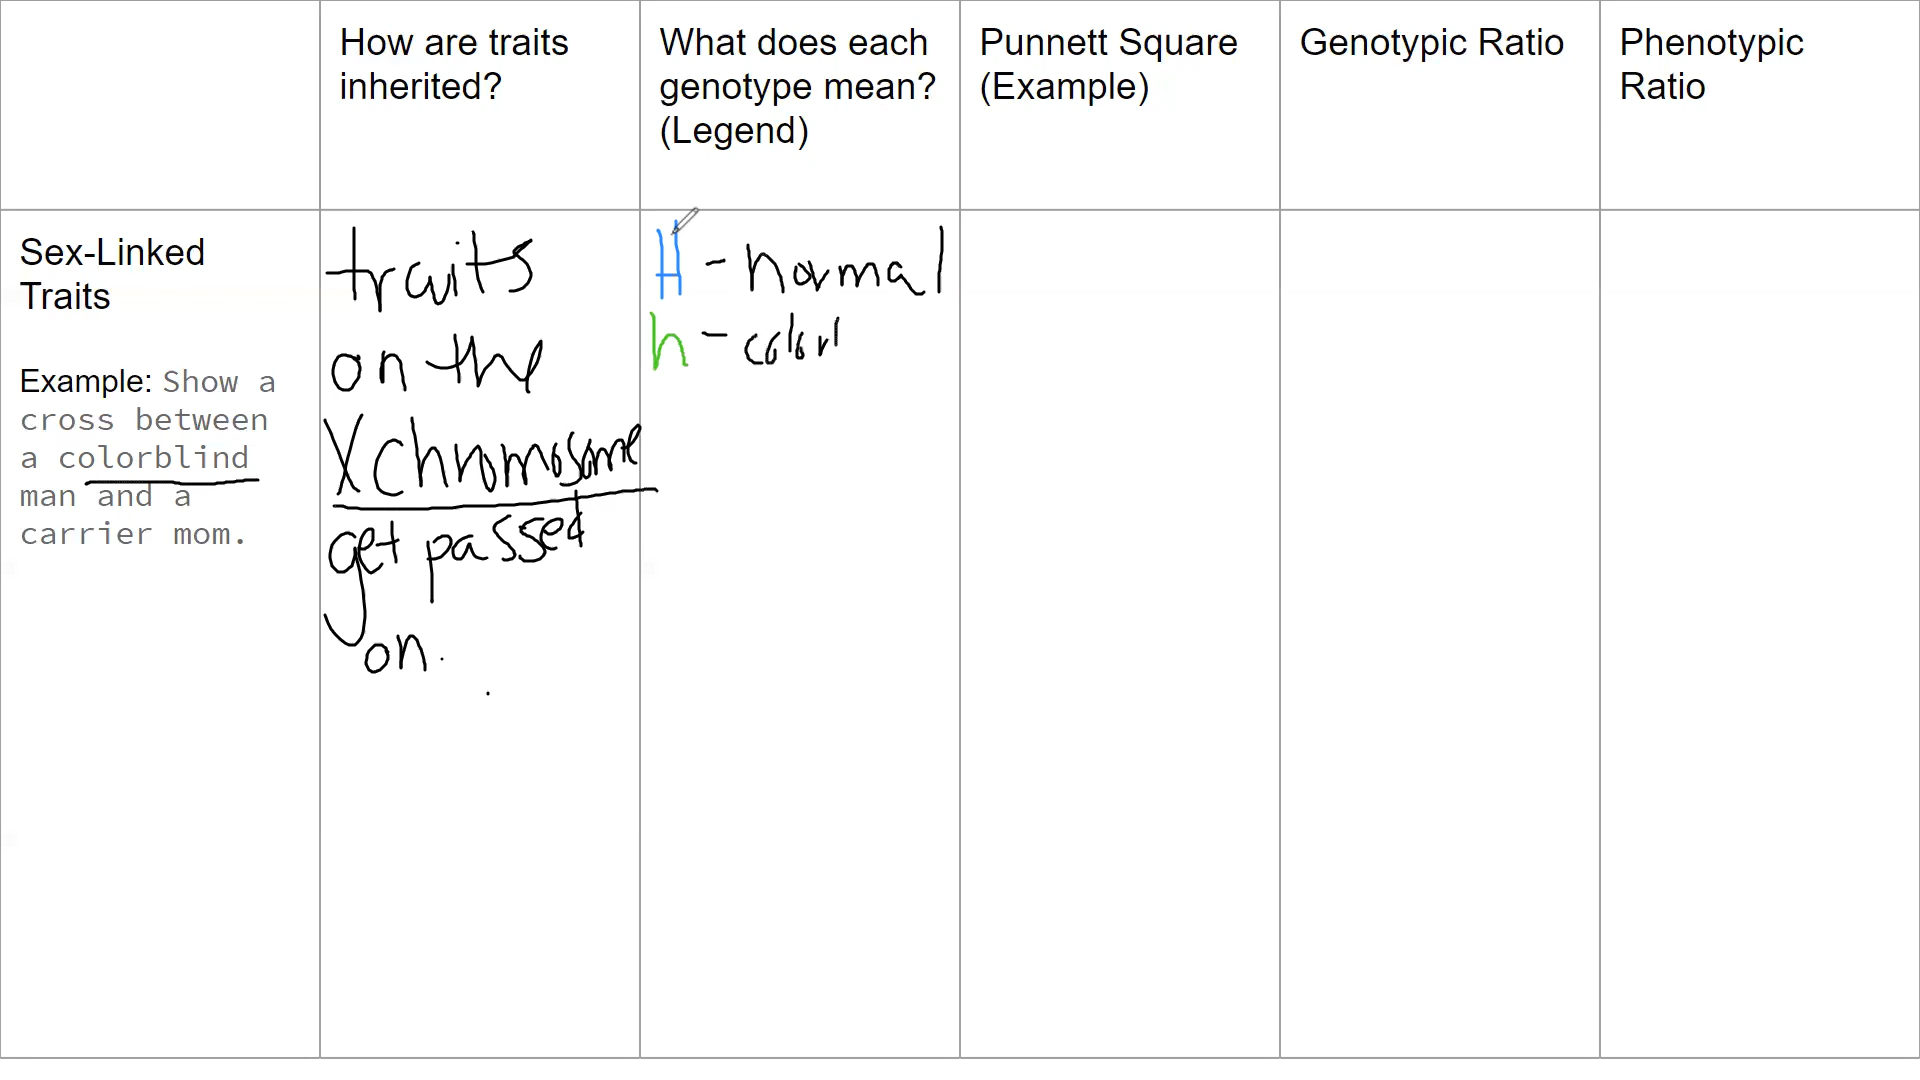 How are traits
inherited?
What does each
genotype mean?
(Legend)
Punnett Square
(Example)
Genotypic Ratio
Phenotypic
Ratio
Sex-Linked
Traits
Example: Show a
cross between
a colorblind
man and a
carrier mom.
traits
on the
X chromosome
get passed
on.
H - normal
h - color